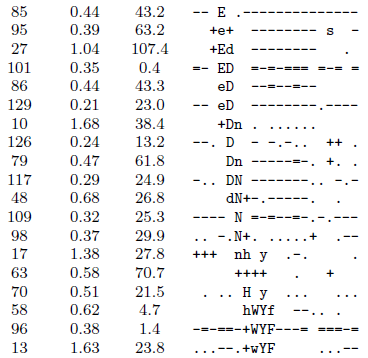 85 0.44 43.2 -- E .--------------
95 0.39 63.2 +e+ -------- s -
27 1.04 107.4 +Ed -------- .
101 0.35 0.4 =- ED =-=-=== =-= =
86 0.44 43.3 eD --=--=--
129 0.21 23.0 -- eD ---------.----
10 1.68 38.4 +Dn . ......
126 0.24 13.2 --. D - -.-.. ++ .
79 0.47 61.8 Dn -----=-. +. .
117 0.29 24.9 -.. DN -------.. -.-
48 0.68 26.8 dN+-.-----. .
109 0.32 25.3 ---- N =-=--=-.-.---
98 0.37 29.9 .. -.N+. .....+ .--
17 1.38 27.8 +++ nh y .-. .
63 0.58 70.7 ++++ . +
70 0.51 21.5 . .. H y ... ...
58 0.62 4.7 hWYf --.. .
96 0.38 1.4 -=-==-+WYF---= ===-=
13 1.63 23.8 ...--.+wYF ...--